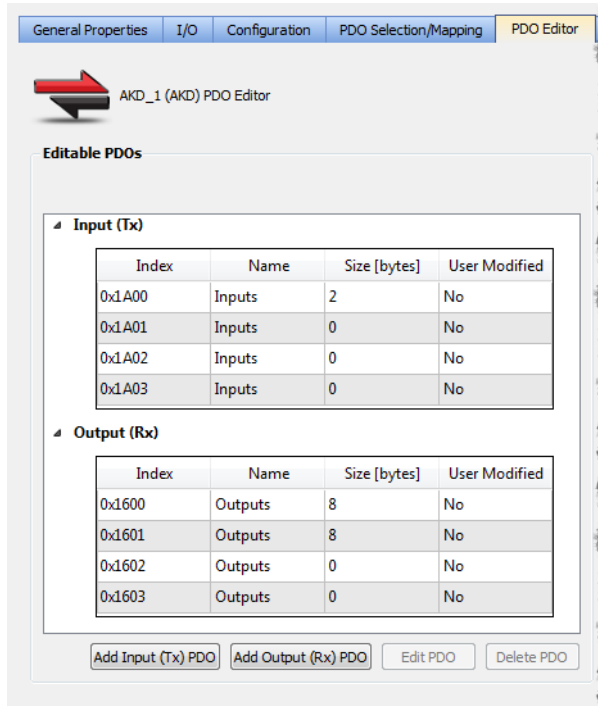 General Properties I/O Configuration PDO Selection/Mapping PDO Editor
AKD_1 (AKD) PDO Editor
Editable PDOs
Input (Tx)
Index Name Size [bytes] User Modified
0x1A00 Inputs 2 No
0x1A01 Inputs 0 No
0x1A02 Inputs 0 No
0x1A03 Inputs 0 No
Output (Rx)
Index Name Size [bytes] User Modified
0x1600 Outputs 8 No
0x1601 Outputs 8 No
0x1602 Outputs 0 No
0x1603 Outputs 0 No
Add Input (Tx) PDO Add Output (Rx) PDO Edit PDO Delete PDO